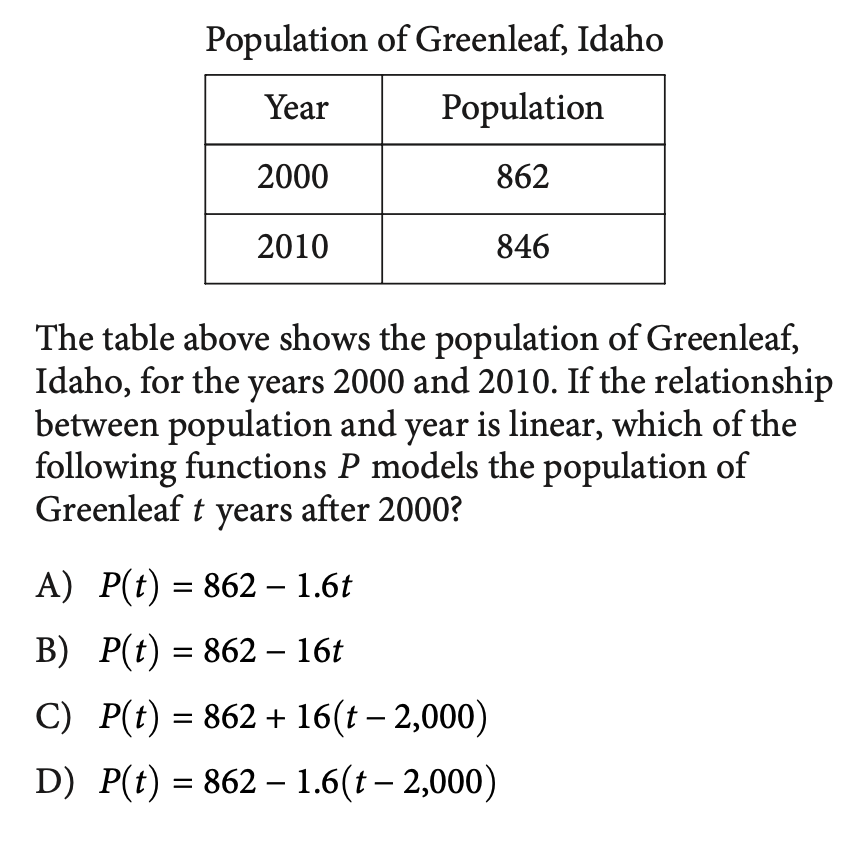 Population of Greenleaf, Idaho
Year Population
2000 862
2010 846
The table above shows the population of Greenleaf,
Idaho, for the years 2000 and 2010. If the relationship
between population and year is linear, which of the
following functions P models the population of
Greenleaf t years after 2000?
A) P(t) = 862 – 1.6t
B) P(t) = 862 – 16t
C) P(t) = 862 + 16(t – 2,000)
D) P(t) = 862 – 1.6(t – 2,000)